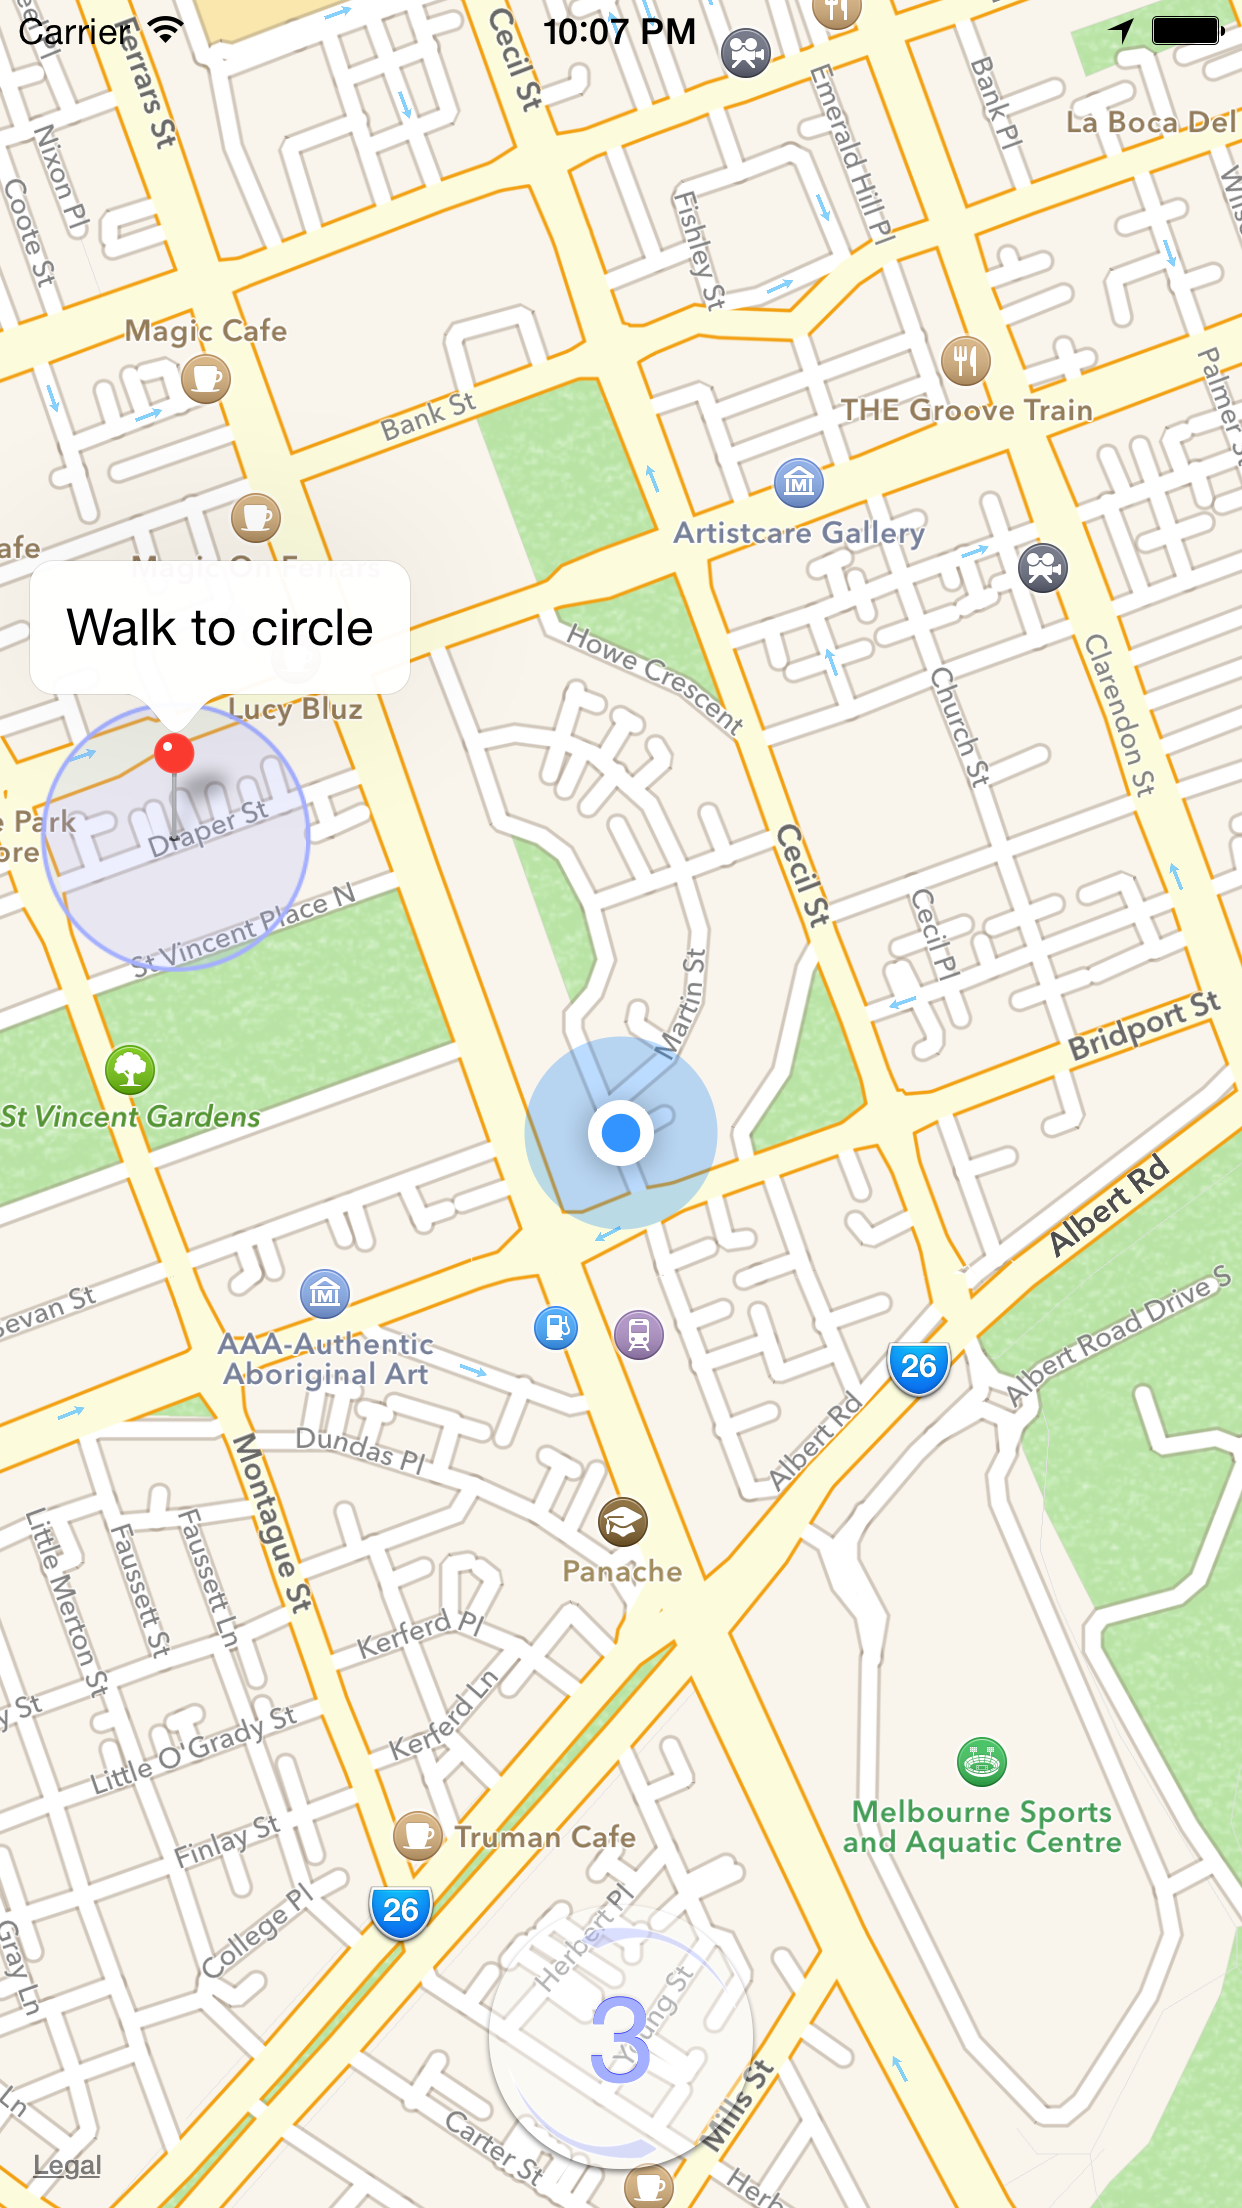 Carrier
10:07 PM
Ferrars St
Cecil St
Emerald Hill Pl
Bank Pl
La Boca Del
Nixon Pl
Coote St
Fishley St
Magic Cafe
Bank St
THE Groove Train
Palmer St
Artistcare Gallery
afe
Magic On Ferrars
Walk to circle
Howe Crescent
Lucy Bluz
Church St
Clarendon St
e Park
ore
Draper St
Cecil St
St Vincent Place N
Cecil Pl
Martin St
Bridport St
St Vincent Gardens
Albert Rd
Bevan St
AAA-Authentic
Aboriginal Art
Albert Road Drive S
26
Albert Rd
Dundas Pl
Montague St
Little Merton St
Faussett St
Faussett Ln
Panache
Kerferd Pl
Kerferd Ln
y St
Little O'Grady St
Melbourne Sports
and Aquatic Centre
Finlay St
Truman Cafe
26
College Pl
Gray Ln
Herbert Pl
Young St
3
Ln
Mills St
Carter St
Herb
Legal